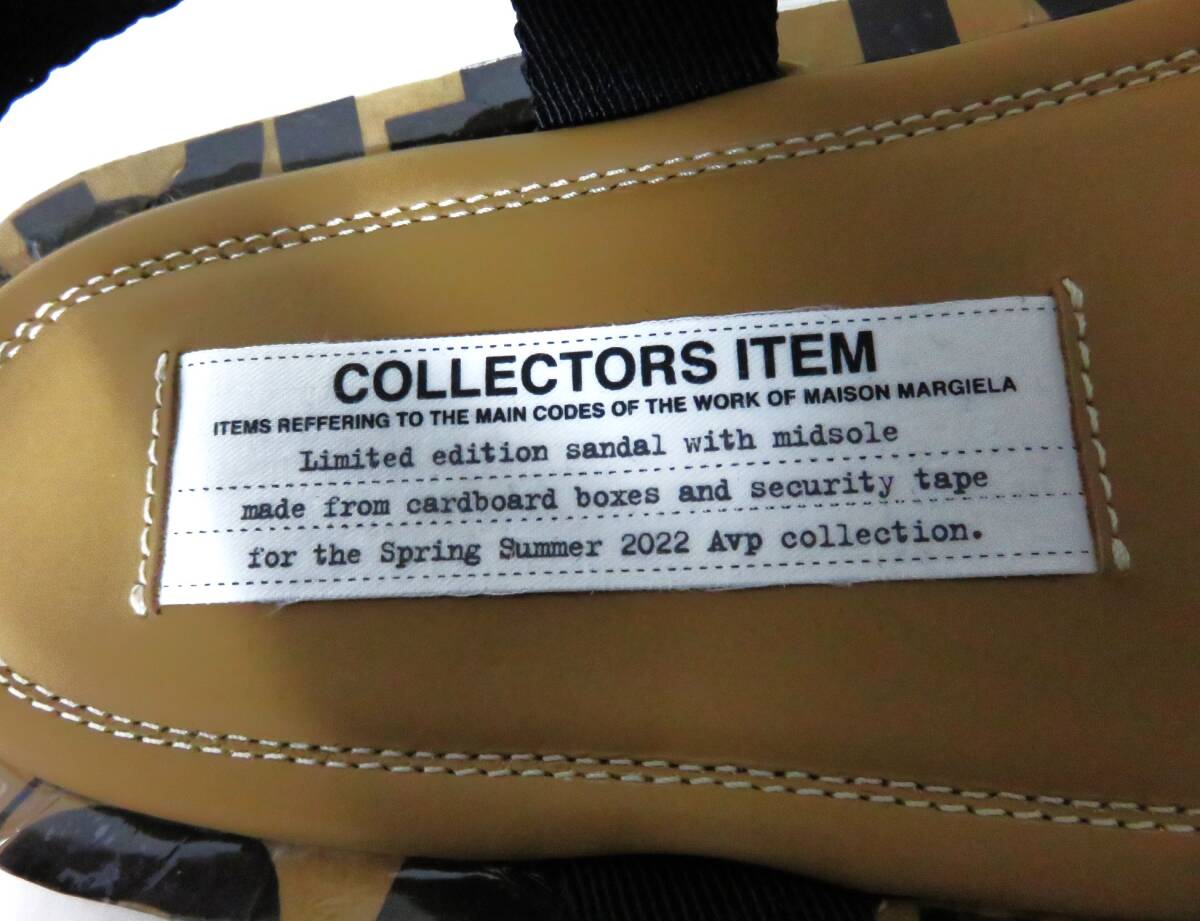 COLLECTORS ITEM
ITEMS REFFERING TO THE MAIN CODES OF THE WORK OF MAISON MARGIELA
Limited edition sandal with midsole
made from cardboard boxes and security tape
for the Spring Summer 2022 Avp collection.